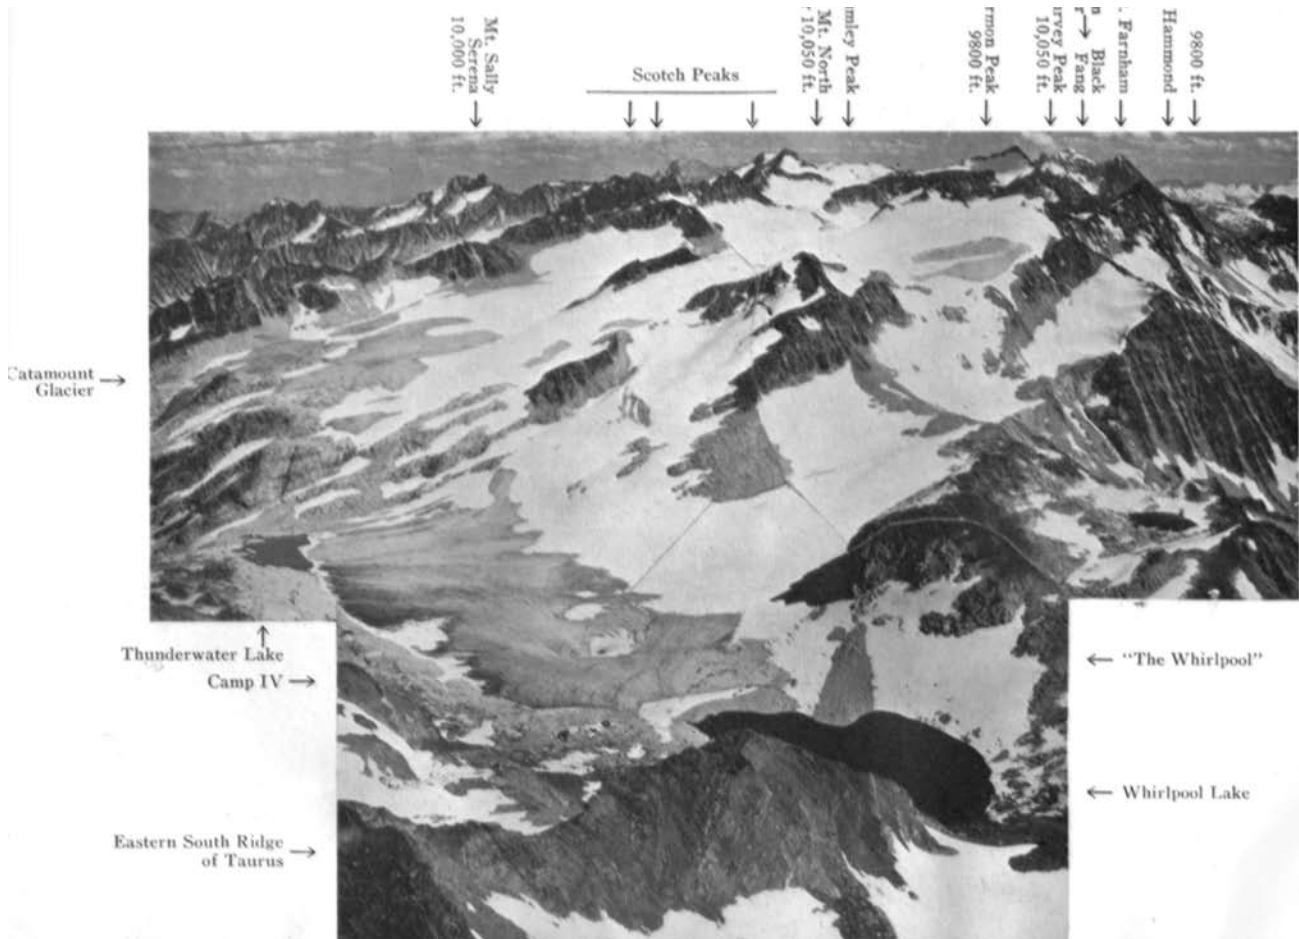 Mt. Sally
Serena
10,000 ft.
Scotch Peaks
Mt. North
10,050 ft.
mley Peak
rmon Peak
9800 ft.
rvey Peak
10,050 ft.
Black
Fang
. Farnham
Hammond
9800 ft.
Catamount
Glacier
Thunderwater Lake
Camp IV
"The Whirlpool"
Whirlpool Lake
Eastern South Ridge
of Taurus